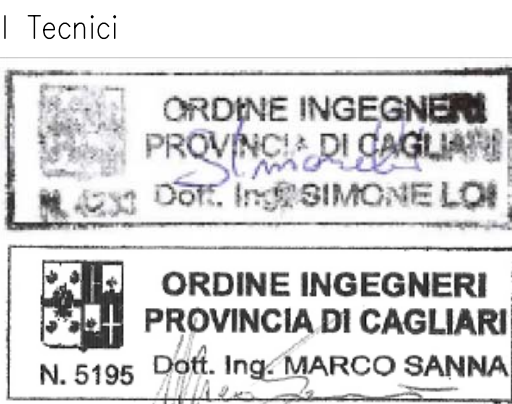 I Tecnici
ORDINE INGEGNERI
PROVINCIA DI CAGLIARI
Dott. Ing. SIMONE LOI
ORDINE INGEGNERI
PROVINCIA DI CAGLIARI
N. 5195 Dott. Ing. MARCO SANNA